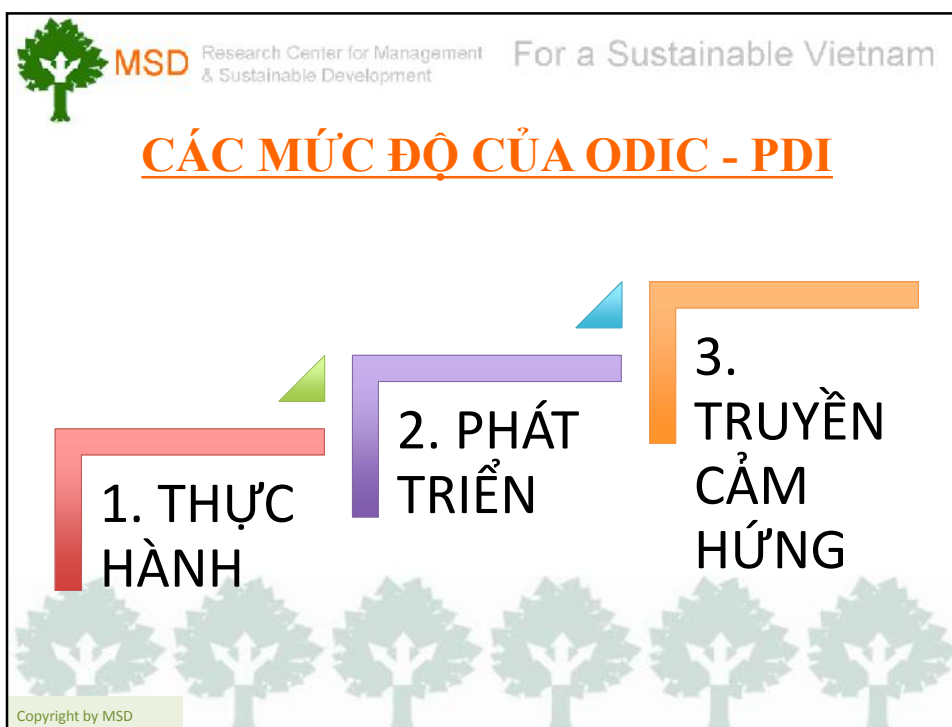 MSD
Research Center for Management
& Sustainable Development
For a Sustainable Vietnam
CÁC MỨC ĐỘ CỦA ODIC - PDI
1. THỰC
HÀNH
2. PHÁT
TRIỂN
3.
TRUYỀN
CẢM
HỨNG
Copyright by MSD